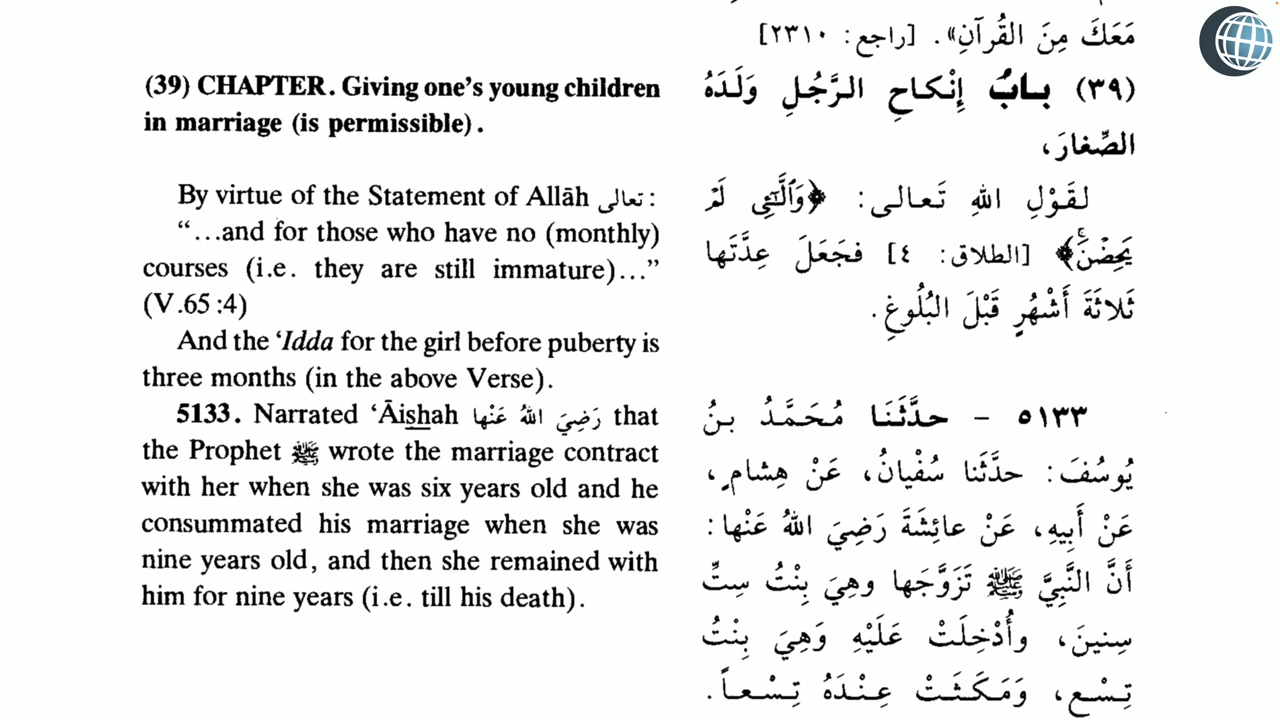 (39) CHAPTER. Giving one's young children
in marriage (is permissible).
By virtue of the Statement of Allāh تعالى :
"...and for those who have no (monthly)
courses (i.e. they are still immature)..."
(V.65:4)
And the 'Idda for the girl before puberty is
three months (in the above Verse).
5133. Narrated 'Āishah رَضِيَ اللهُ عَنْها that
the Prophet ﷺ wrote the marriage contract
with her when she was six years old and he
consummated his marriage when she was
nine years old, and then she remained with
him for nine years (i.e. till his death).
مَعَكَ مِنَ القُرآنِ». [راجع: ٢٣١٠]
(٣٩) بابُ إِنْكاحِ الرَّجُلِ وَلَدَهُ
الصِّغارَ،
لقَوْلِ اللهِ تَعالى: ﴿وَٱلَّٰٓـِٔى لَمْ
يَحِضْنَۚ﴾ [الطلاق: ٤] فجَعَلَ عِدَّتَها
ثَلاثَةَ أَشْهُرٍ قَبْلَ البُلُوغِ.
٥١٣٣ - حدَّثَنَا مُحَمَّدُ بنُ
يُوسُفَ: حدَّثَنا سُفْيانُ، عَنْ هِشامٍ،
عَنْ أَبِيهِ، عَنْ عائِشَةَ رَضِيَ اللهُ عَنْها:
أَنَّ النَّبِيَّ ﷺ تَزَوَّجَها وهِيَ بِنْتُ سِتِّ
سِنينَ، وأُدْخِلَتْ عَلَيْهِ وَهِيَ بِنْتُ
تِسْعٍ، وَمَكَثَتْ عِنْدَهُ تِسْعاً.